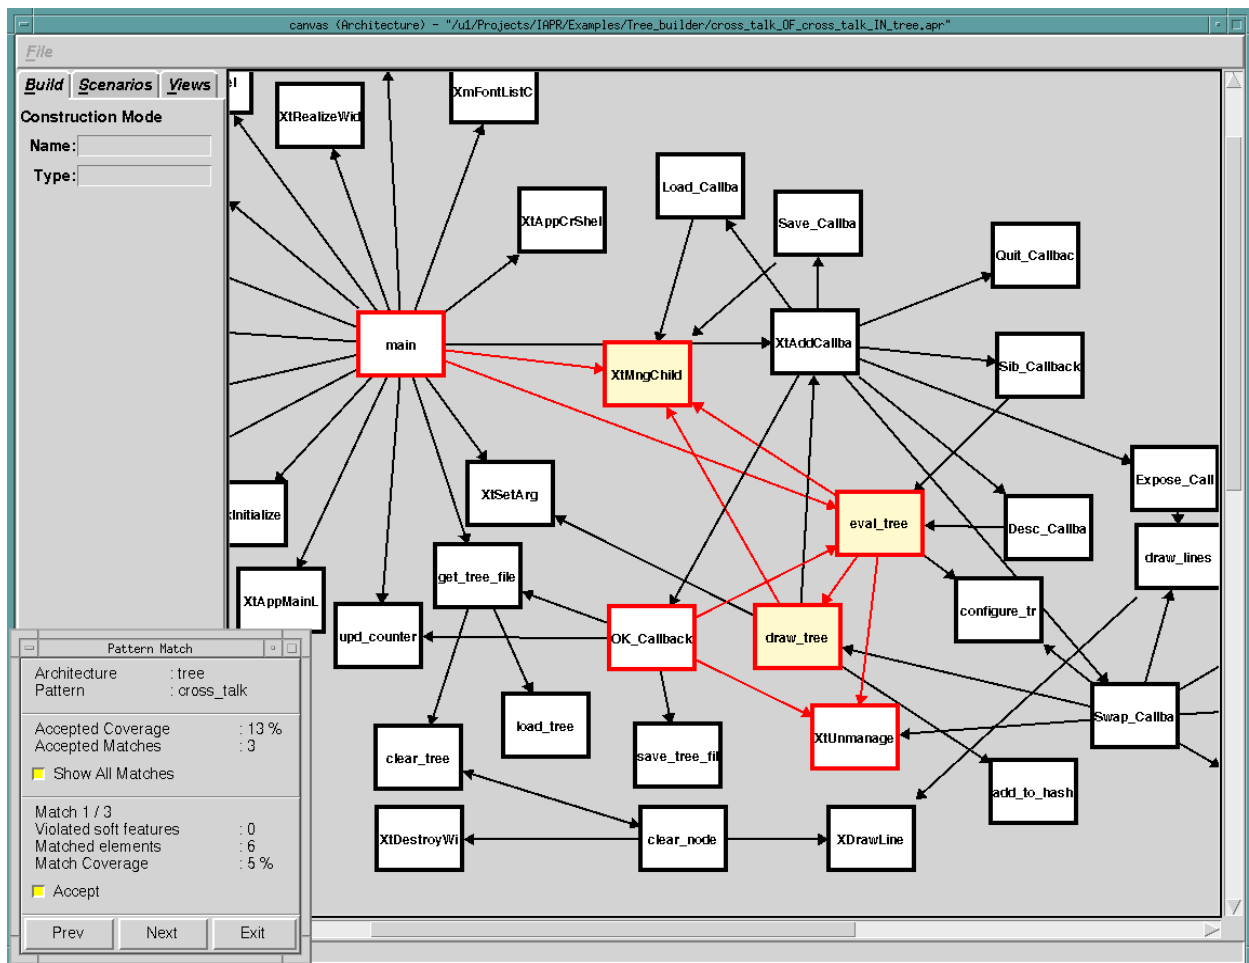 canvas (Architecture) - "/u1/Projects/IAPR/Examples/Tree_builder/cross_talk_OF_cross_talk_IN_tree.apr"
File
Build Scenarios Views
Construction Mode
Name:
Type:
XtRealizeWid
XmFontListC
XtAppCrShel
Load_Callba
Save_Callba
Quit_Callbac
main
XtMngChild
XtAddCallba
Sib_Callback
Expose_Call
XtSetArg
eval_tree
Desc_Callba
draw_lines
xInitialize
get_tree_file
XtAppMainL
upd_counter
OK_Callback
draw_tree
configure_tr
Swap_Callba
load_tree
clear_tree
save_tree_fil
XtUnmanage
add_to_hash
XtDestroyWi
clear_node
XDrawLine
Pattern Match
Architecture : tree
Pattern : cross_talk
Accepted Coverage : 13 %
Accepted Matches : 3
Show All Matches
Match 1 / 3
Violated soft features : 0
Matched elements : 6
Match Coverage : 5 %
Accept
Prev Next Exit